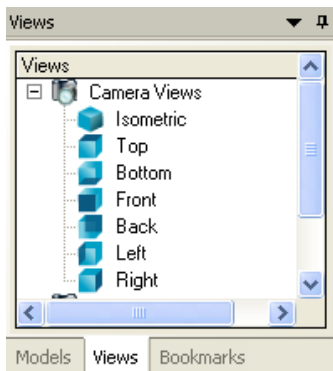 Views
Views
Camera Views
Isometric
Top
Bottom
Front
Back
Left
Right
Models Views Bookmarks